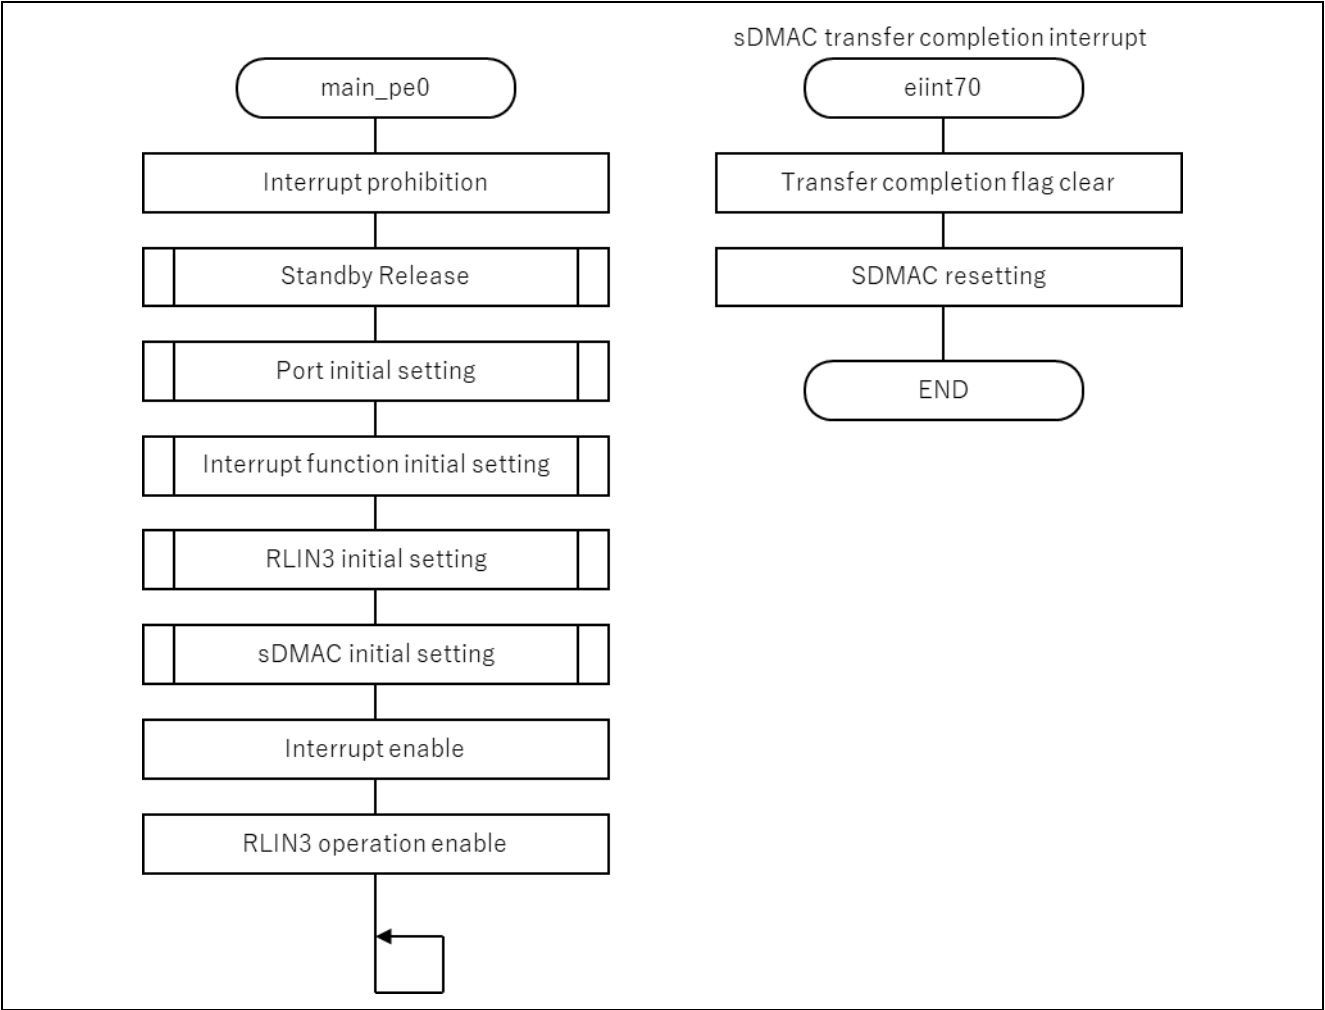 main_pe0
Interrupt prohibition
Standby Release
Port initial setting
Interrupt function initial setting
RLIN3 initial setting
sDMAC initial setting
Interrupt enable
RLIN3 operation enable
sDMAC transfer completion interrupt
eiint70
Transfer completion flag clear
SDMAC resetting
END